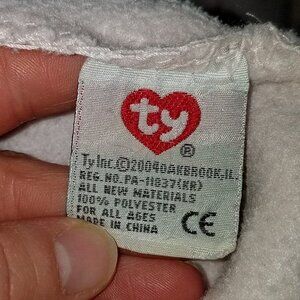 ty
®
Ty Inc.©2004OAKBROOK,IL.
REG.NO.PA-11837(KR)
ALL NEW MATERIALS
100% POLYESTER
FOR ALL AGES
MADE IN CHINA
CE